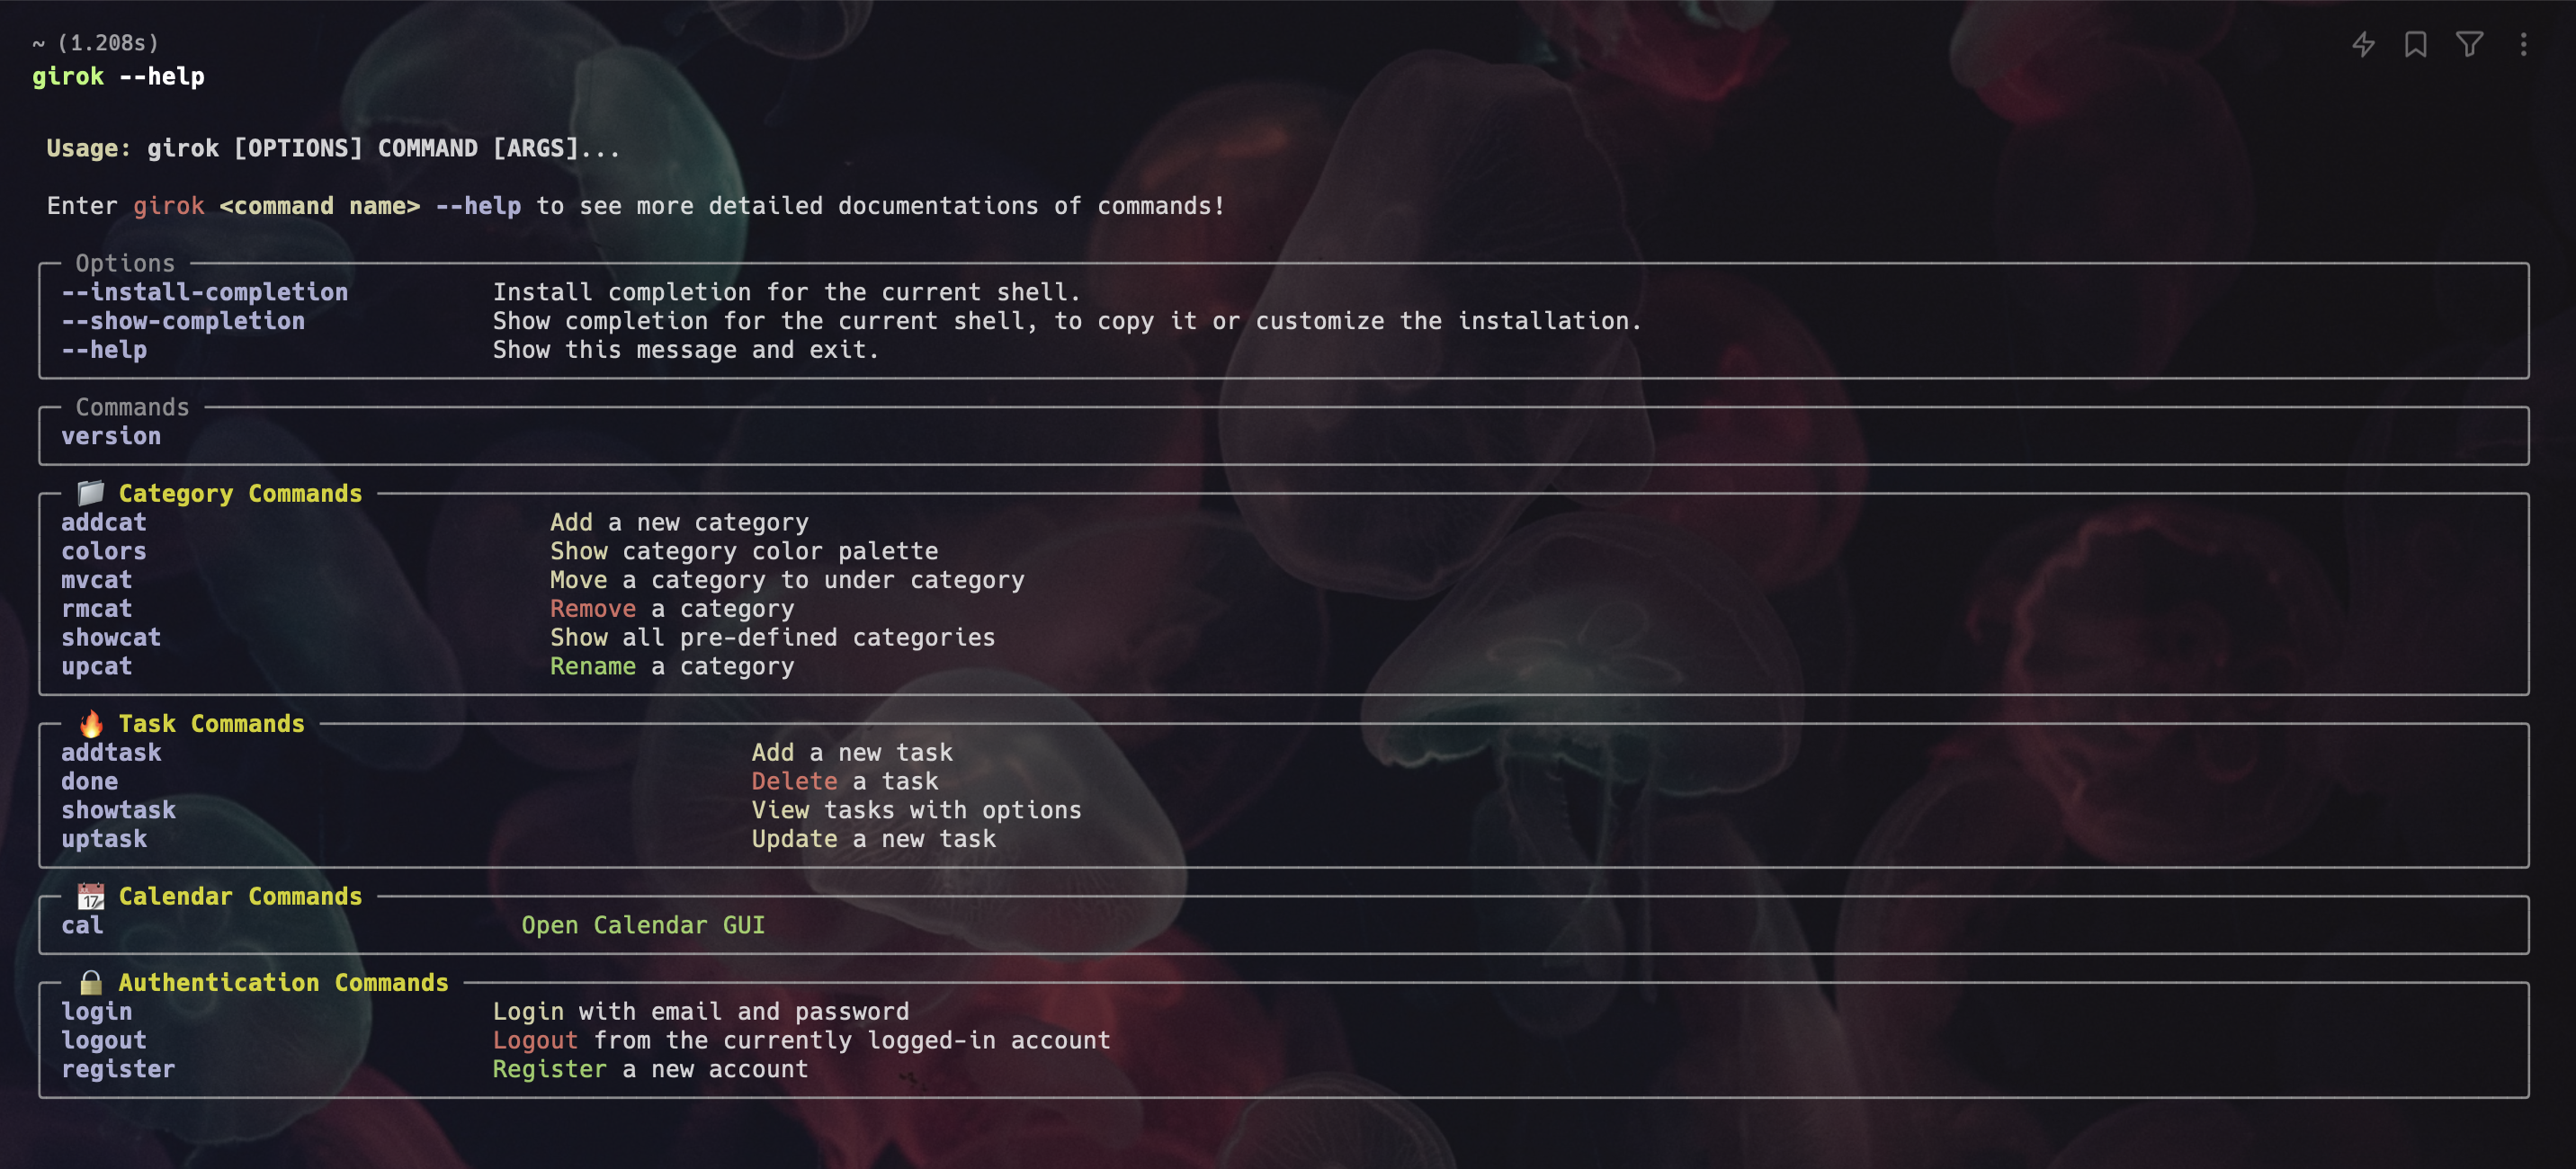 ~ (1.208s)
girok --help
Usage: girok [OPTIONS] COMMAND [ARGS]...
Enter girok <command name> --help to see more detailed documentations of commands!
Options
--install-completion Install completion for the current shell.
--show-completion Show completion for the current shell, to copy it or customize the installation.
--help Show this message and exit.
Commands
version
📁 Category Commands
addcat Add a new category
colors Show category color palette
mvcat Move a category to under category
rmcat Remove a category
showcat Show all pre-defined categories
upcat Rename a category
🔥 Task Commands
addtask Add a new task
done Delete a task
showtask View tasks with options
uptask Update a new task
📆 Calendar Commands
cal Open Calendar GUI
🔒 Authentication Commands
login Login with email and password
logout Logout from the currently logged-in account
register Register a new account